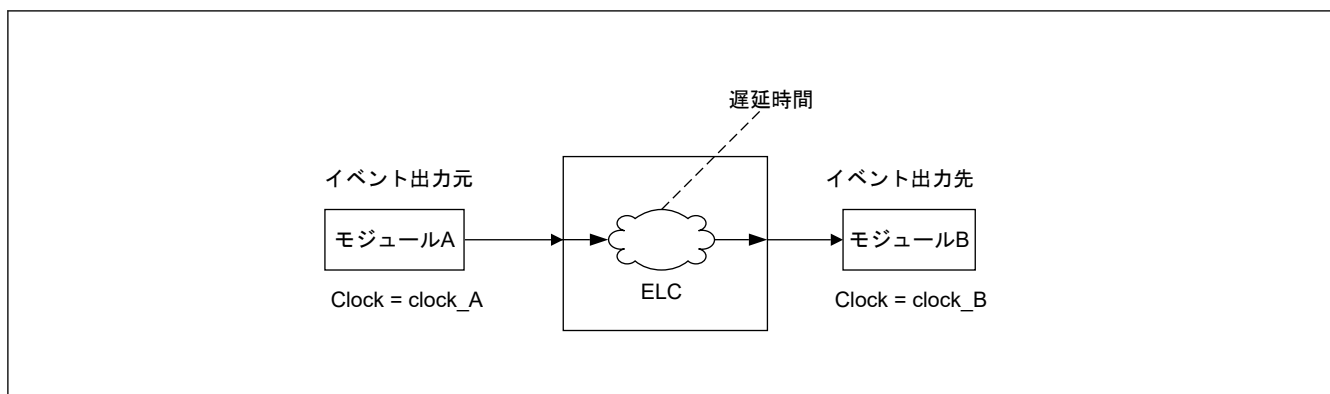 遅延時間
イベント出力元
イベント出力先
モジュールA
モジュールB
ELC
Clock = clock_A
Clock = clock_B